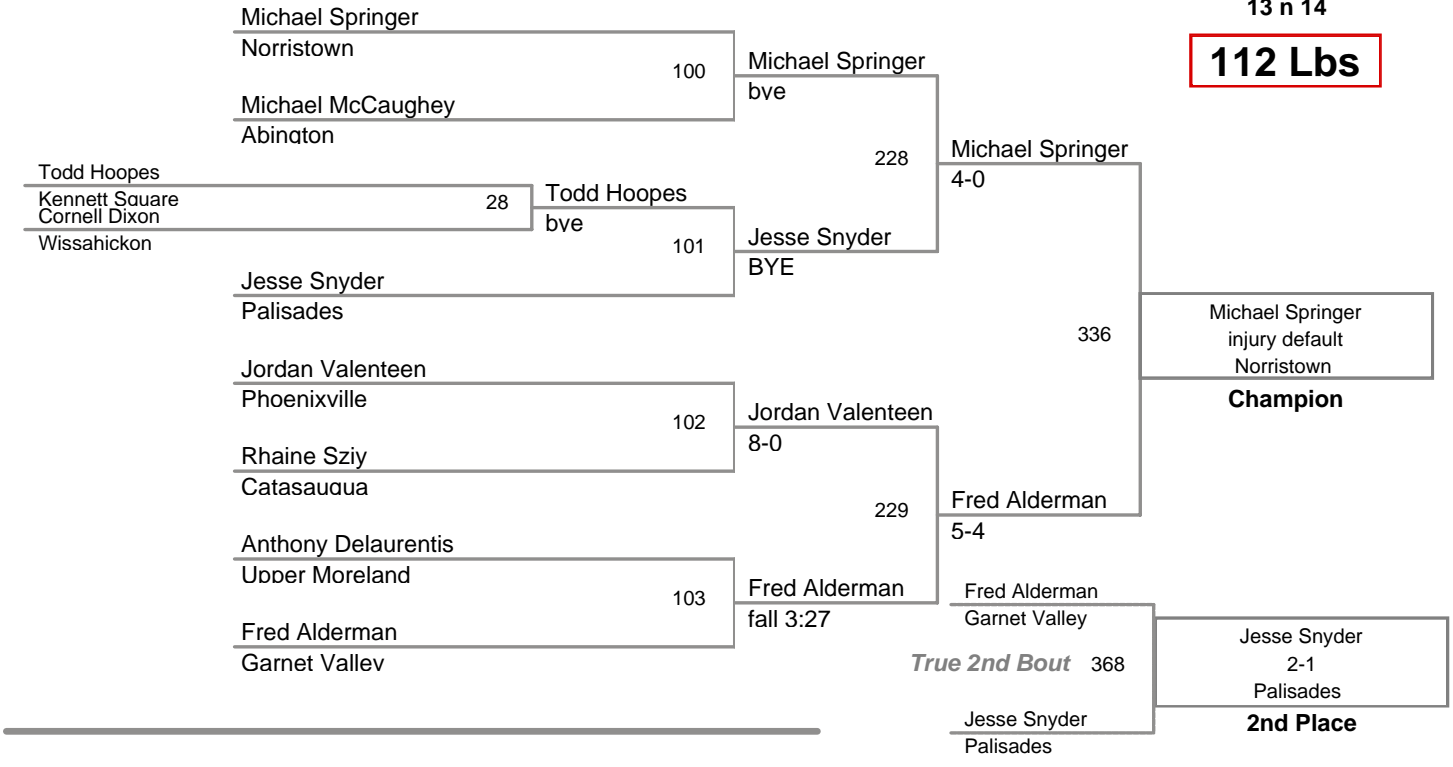 13 n 14
112 Lbs
Michael Springer
Norristown
100
Michael McCaughey
Abington
Michael Springer
bye
Todd Hoopes
Kennett Square
Cornell Dixon
Wissahickon
28
Todd Hoopes
bye
101
Jesse Snyder
Palisades
Jesse Snyder
BYE
228
Michael Springer
4-0
Jordan Valenteen
Phoenixville
102
Rhaine Sziy
Catasauqua
Jordan Valenteen
8-0
Anthony Delaurentis
Upper Moreland
103
Fred Alderman
Garnet Valley
Fred Alderman
fall 3:27
229
Fred Alderman
5-4
336
Michael Springer
injury default
Norristown
Champion
Fred Alderman
Garnet Valley
True 2nd Bout 368
Jesse Snyder
Palisades
Jesse Snyder
2-1
Palisades
2nd Place